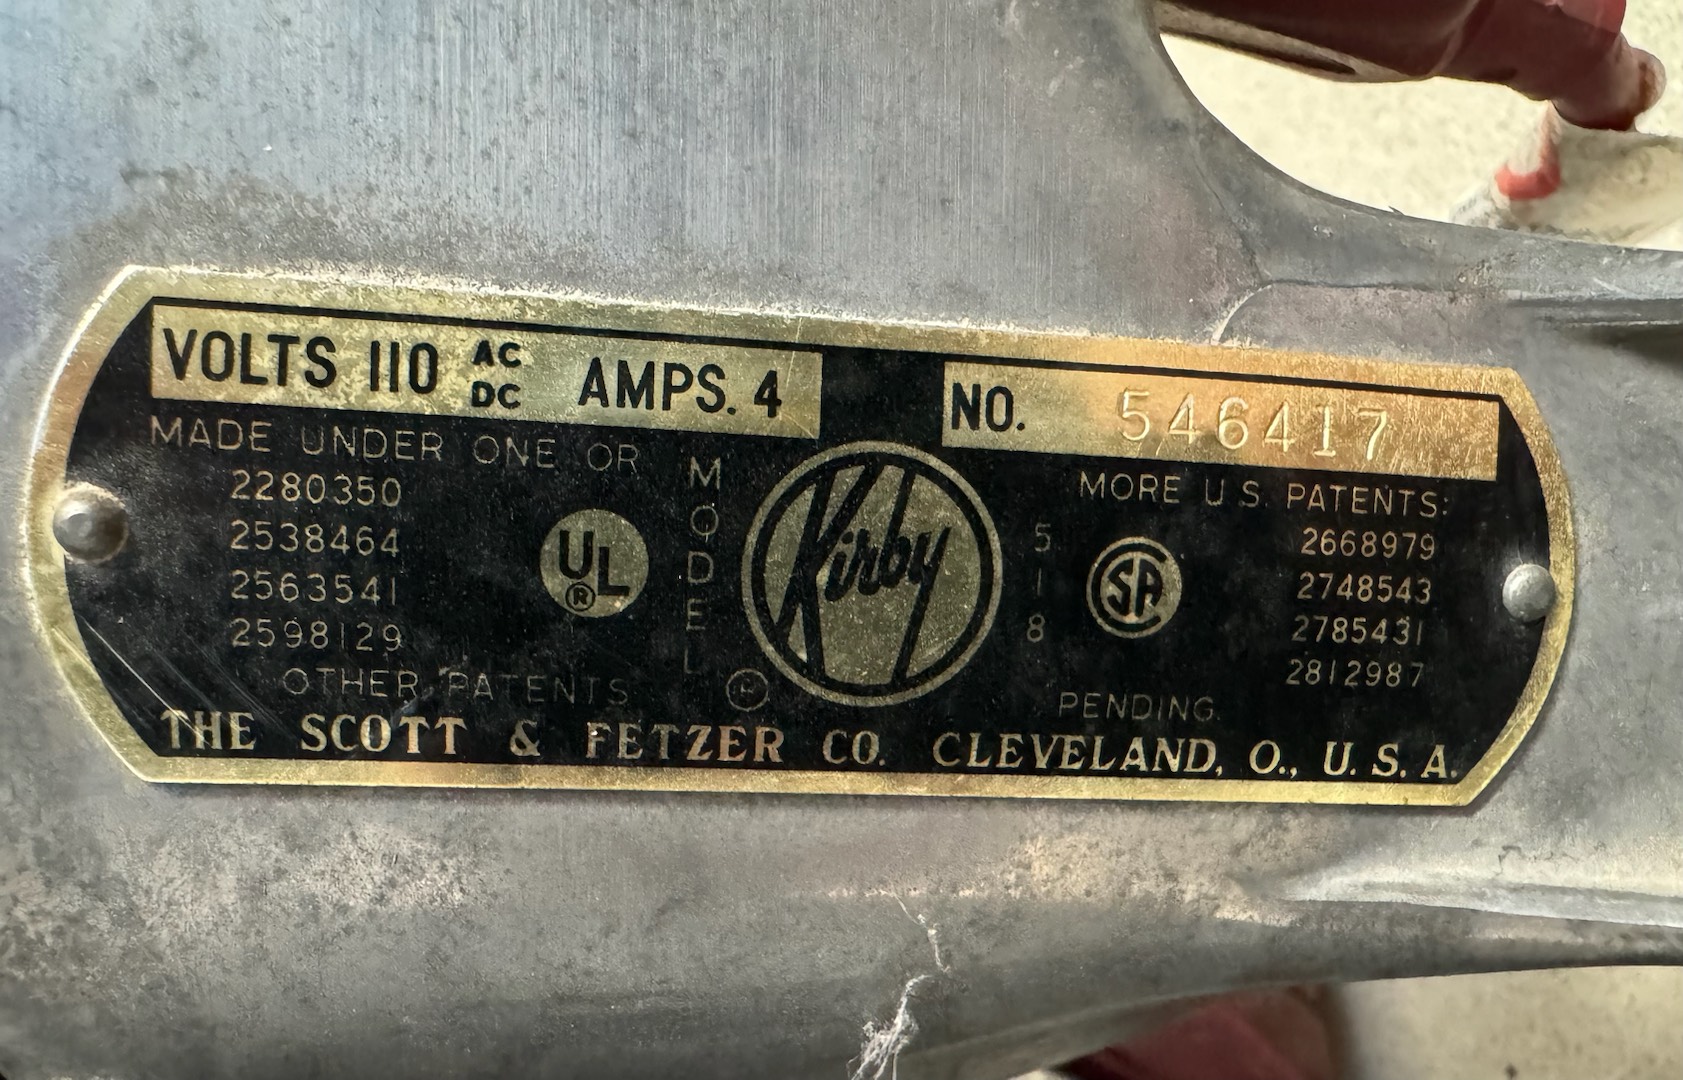 VOLTS 110 AC DC AMPS. 4
NO. 546417
MADE UNDER ONE OR MORE U.S. PATENTS:
2280350
2538464
2563541
2598129
UL ®
MODEL
Kirby
®
518
SA
2668979
2748543
2785431
2812987
OTHER PATENTS PENDING
THE SCOTT & FETZER CO. CLEVELAND, O., U.S.A.